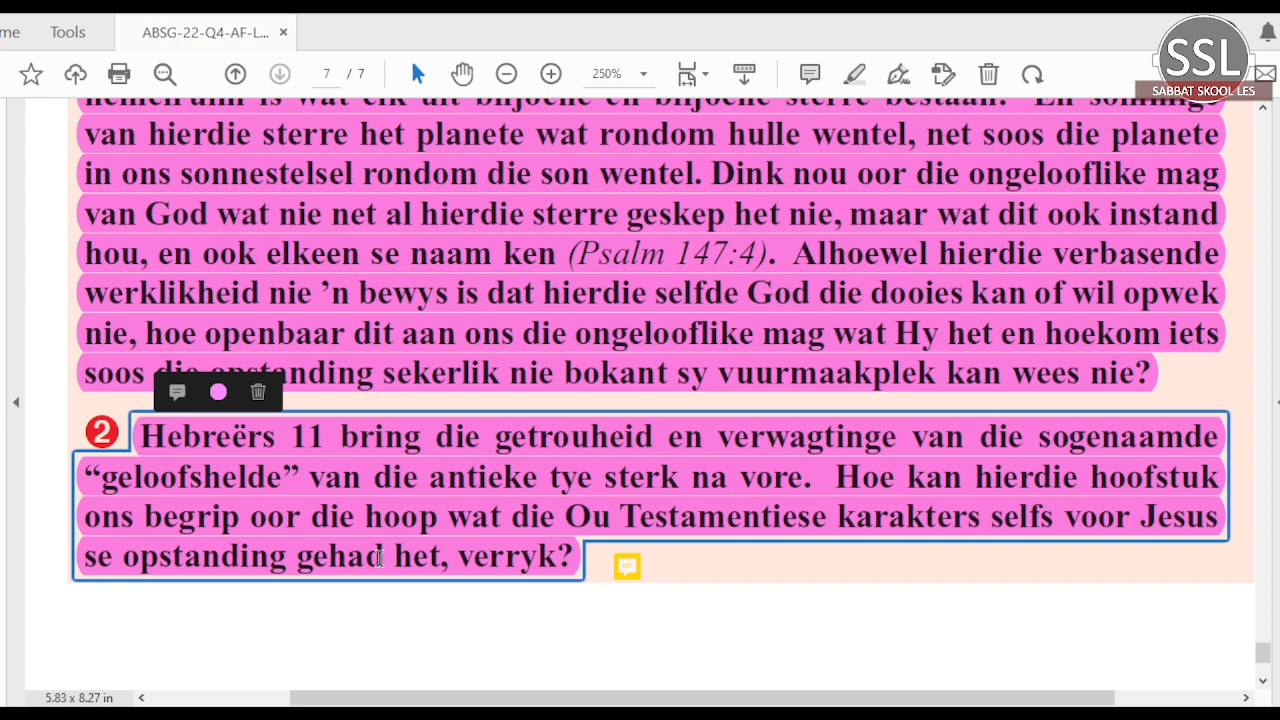 me
Tools
ABSG-22-Q4-AF-L... ×
7 / 7
250%
SSL
SABBAT SKOOL LES
van hierdie sterre het planete wat rondom hulle wentel, net soos die planete
in ons sonnestelsel rondom die son wentel. Dink nou oor die ongelooflike mag
van God wat nie net al hierdie sterre geskep het nie, maar wat dit ook instand
hou, en ook elkeen se naam ken (Psalm 147:4). Alhoewel hierdie verbasende
werklikheid nie ’n bewys is dat hierdie selfde God die dooies kan of wil opwek
nie, hoe openbaar dit aan ons die ongelooflike mag wat Hy het en hoekom iets
soos die opstanding sekerlik nie bokant sy vuurmaakplek kan wees nie?
2 Hebreërs 11 bring die getrouheid en verwagtinge van die sogenaamde
“geloofshelde” van die antieke tye sterk na vore. Hoe kan hierdie hoofstuk
ons begrip oor die hoop wat die Ou Testamentiese karakters selfs voor Jesus
se opstanding gehad het, verryk?
5.83 x 8.27 in